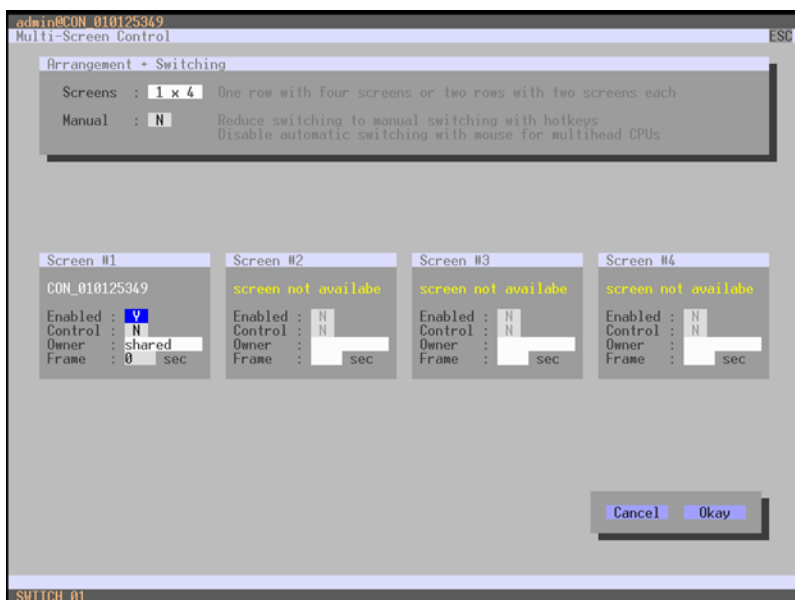 admin@CON_010125349
Multi-Screen Control ESC
Arrangement + Switching
Screens : 1 x 4 One row with four screens or two rows with two screens each
Manual : N Reduce switching to manual switching with hotkeys
Disable automatic switching with mouse for multihead CPUs
Screen #1 Screen #2 Screen #3 Screen #4
CON_010125349 screen not availabe screen not availabe screen not availabe
Enabled : Y Enabled : N Enabled : N Enabled : N
Control : N Control : N Control : N Control : N
Owner : shared Owner : Owner : Owner :
Frame : 0 sec Frame : sec Frame : sec Frame : sec
Cancel Okay
SWITCH_01